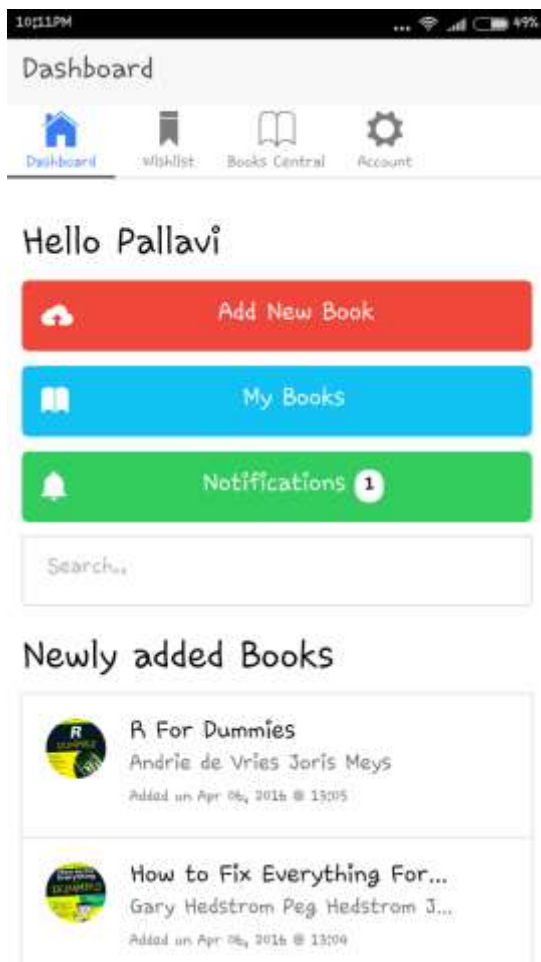 10:11PM
... 49%
Dashboard
Dashboard Wishlist Books Central Account
Hello Pallavi
Add New Book
My Books
Notifications 1
Search..
Newly added Books
R
DUMMIES
R For Dummies
Andrie de Vries Joris Meys
Added on Apr 06, 2016 @ 13:05
DUMMIES
How to Fix Everything For...
Gary Hedstrom Peg Hedstrom J...
Added on Apr 06, 2016 @ 13:04